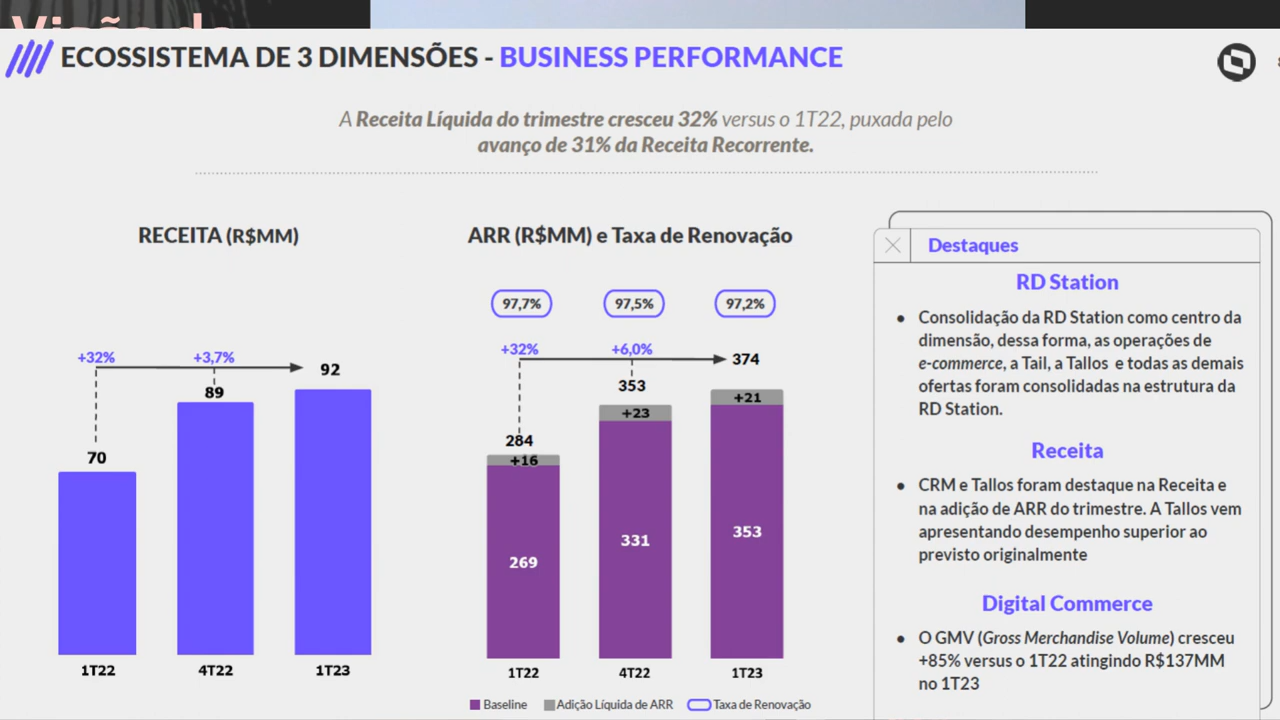 Visão do
ECOSSISTEMA DE 3 DIMENSÕES - BUSINESS PERFORMANCE
A Receita Líquida do trimestre cresceu 32% versus o 1T22, puxada pelo
avanço de 31% da Receita Recorrente.
RECEITA (R$MM)
+32%
+3,7%
92
89
70
1T22
4T22
1T23
ARR (R$MM) e Taxa de Renovação
97,7%
97,5%
97,2%
+32%
+6,0%
374
353
284
+16
+23
+21
269
331
353
1T22
4T22
1T23
Baseline
Adição Líquida de ARR
Taxa de Renovação
Destaques
RD Station
• Consolidação da RD Station como centro da
dimensão, dessa forma, as operações de
e-commerce, a Tail, a Tallos e todas as demais
ofertas foram consolidadas na estrutura da
RD Station.
Receita
• CRM e Tallos foram destaque na Receita e
na adição de ARR do trimestre. A Tallos vem
apresentando desempenho superior ao
previsto originalmente
Digital Commerce
• O GMV (Gross Merchandise Volume) cresceu
+85% versus o 1T22 atingindo R$137MM
no 1T23